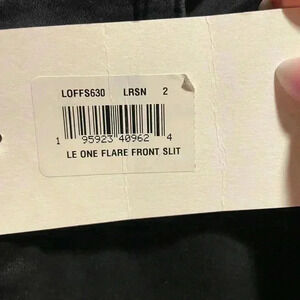 LOFFS630 LRSN 2
1 95923 40962 4
LE ONE FLARE FRONT SLIT